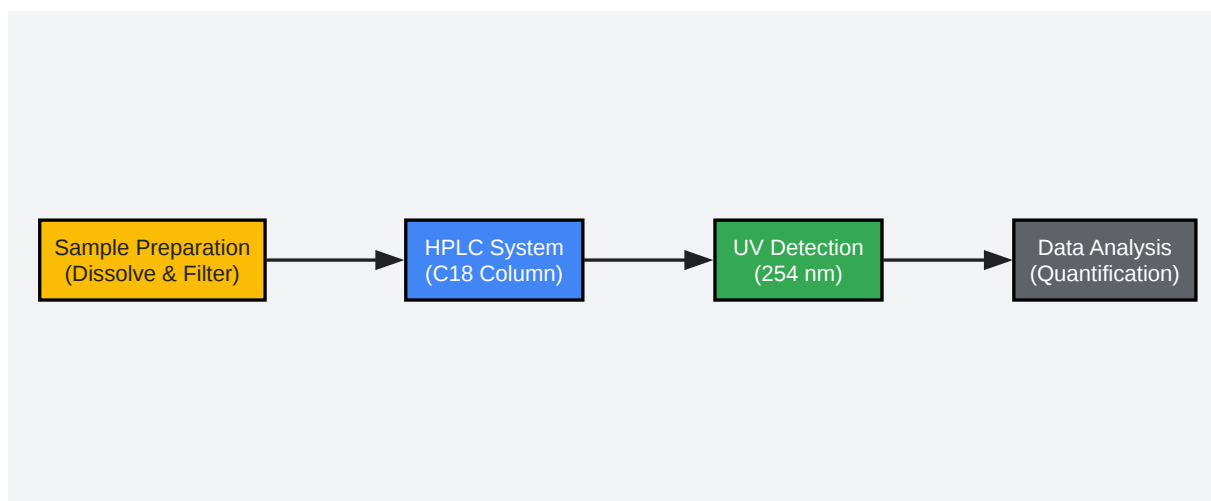 Sample Preparation
(Dissolve & Filter)
HPLC System
(C18 Column)
UV Detection
(254 nm)
Data Analysis
(Quantification)